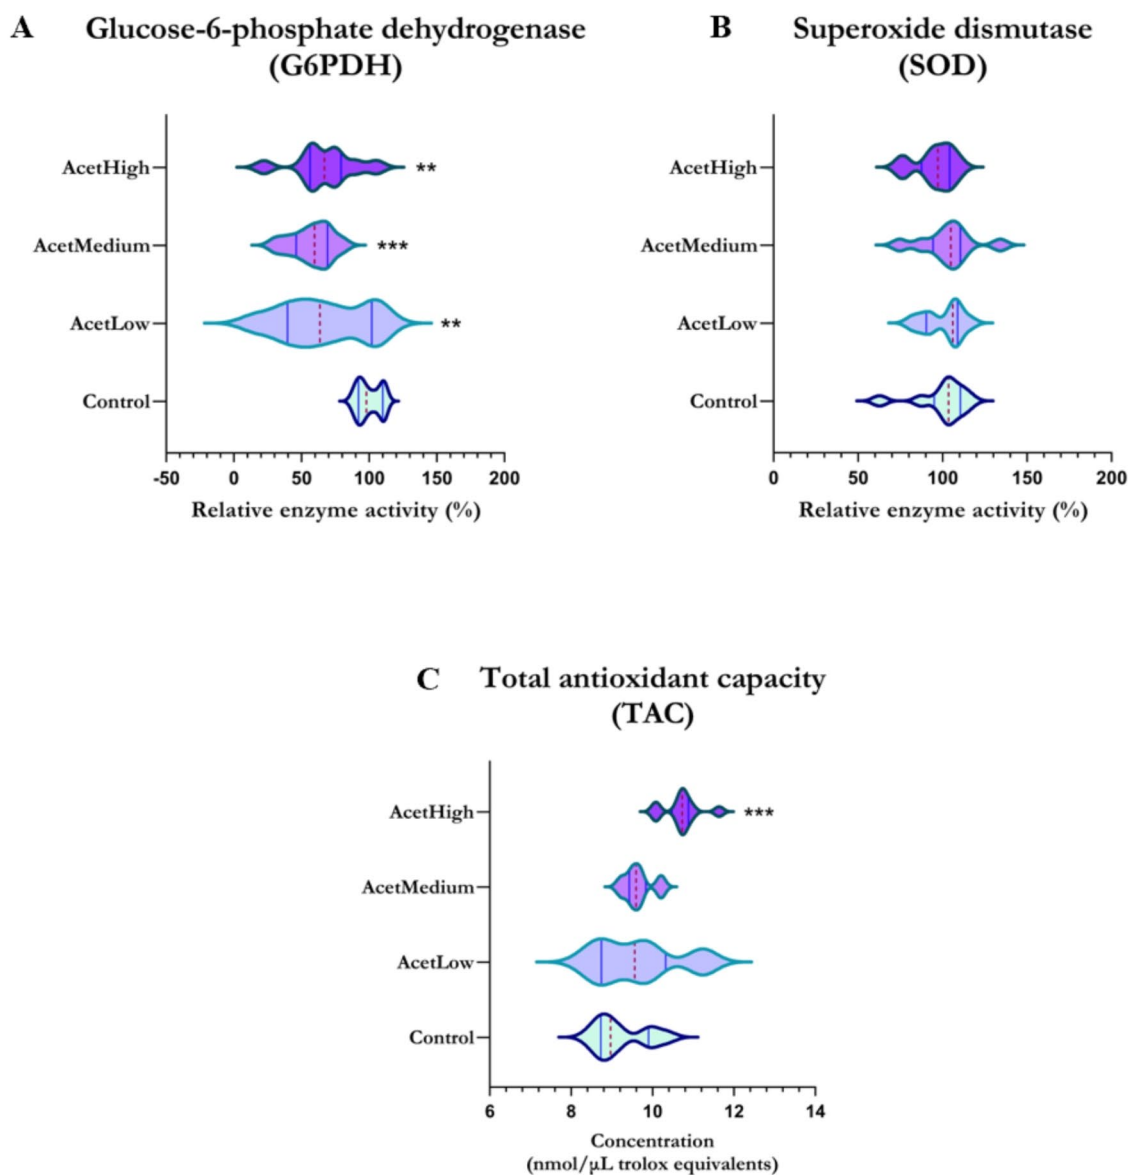 A
Glucose-6-phosphate dehydrogenase
(G6PDH)
AcetHigh
**
AcetMedium
***
AcetLow
**
Control
-50 0 50 100 150 200
Relative enzyme activity (%)
B
Superoxide dismutase
(SOD)
AcetHigh
AcetMedium
AcetLow
Control
0 50 100 150 200
Relative enzyme activity (%)
C
Total antioxidant capacity
(TAC)
AcetHigh
***
AcetMedium
AcetLow
Control
6 8 10 12 14
Concentration
(nmol/μL trolox equivalents)